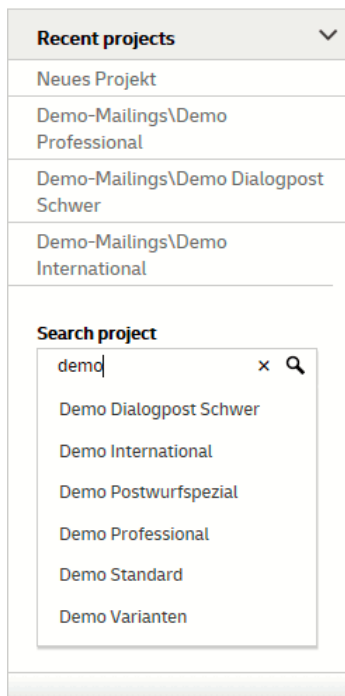 Recent projects
Neues Projekt
Demo-Mailings\Demo
Professional
Demo-Mailings\Demo Dialogpost
Schwer
Demo-Mailings\Demo
International
Search project
demo
Demo Dialogpost Schwer
Demo International
Demo Postwurfspezial
Demo Professional
Demo Standard
Demo Varianten